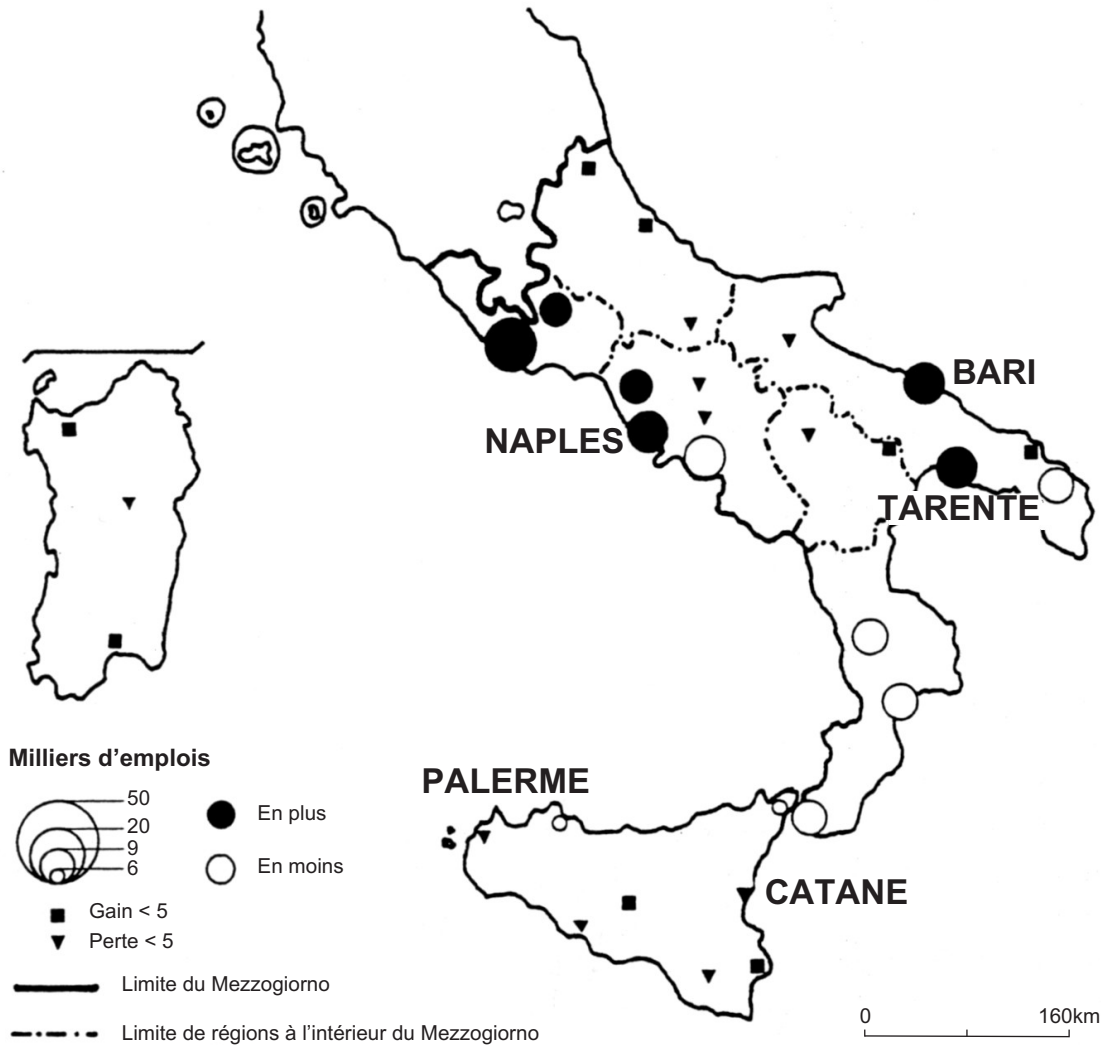 BARI
NAPLES
TARENTE
Milliers d'emplois
50
20
9
6
En plus
En moins
Gain < 5
Perte < 5
Limite du Mezzogiorno
Limite de régions à l'intérieur du Mezzogiorno
PALERME
CATANE
0 160km